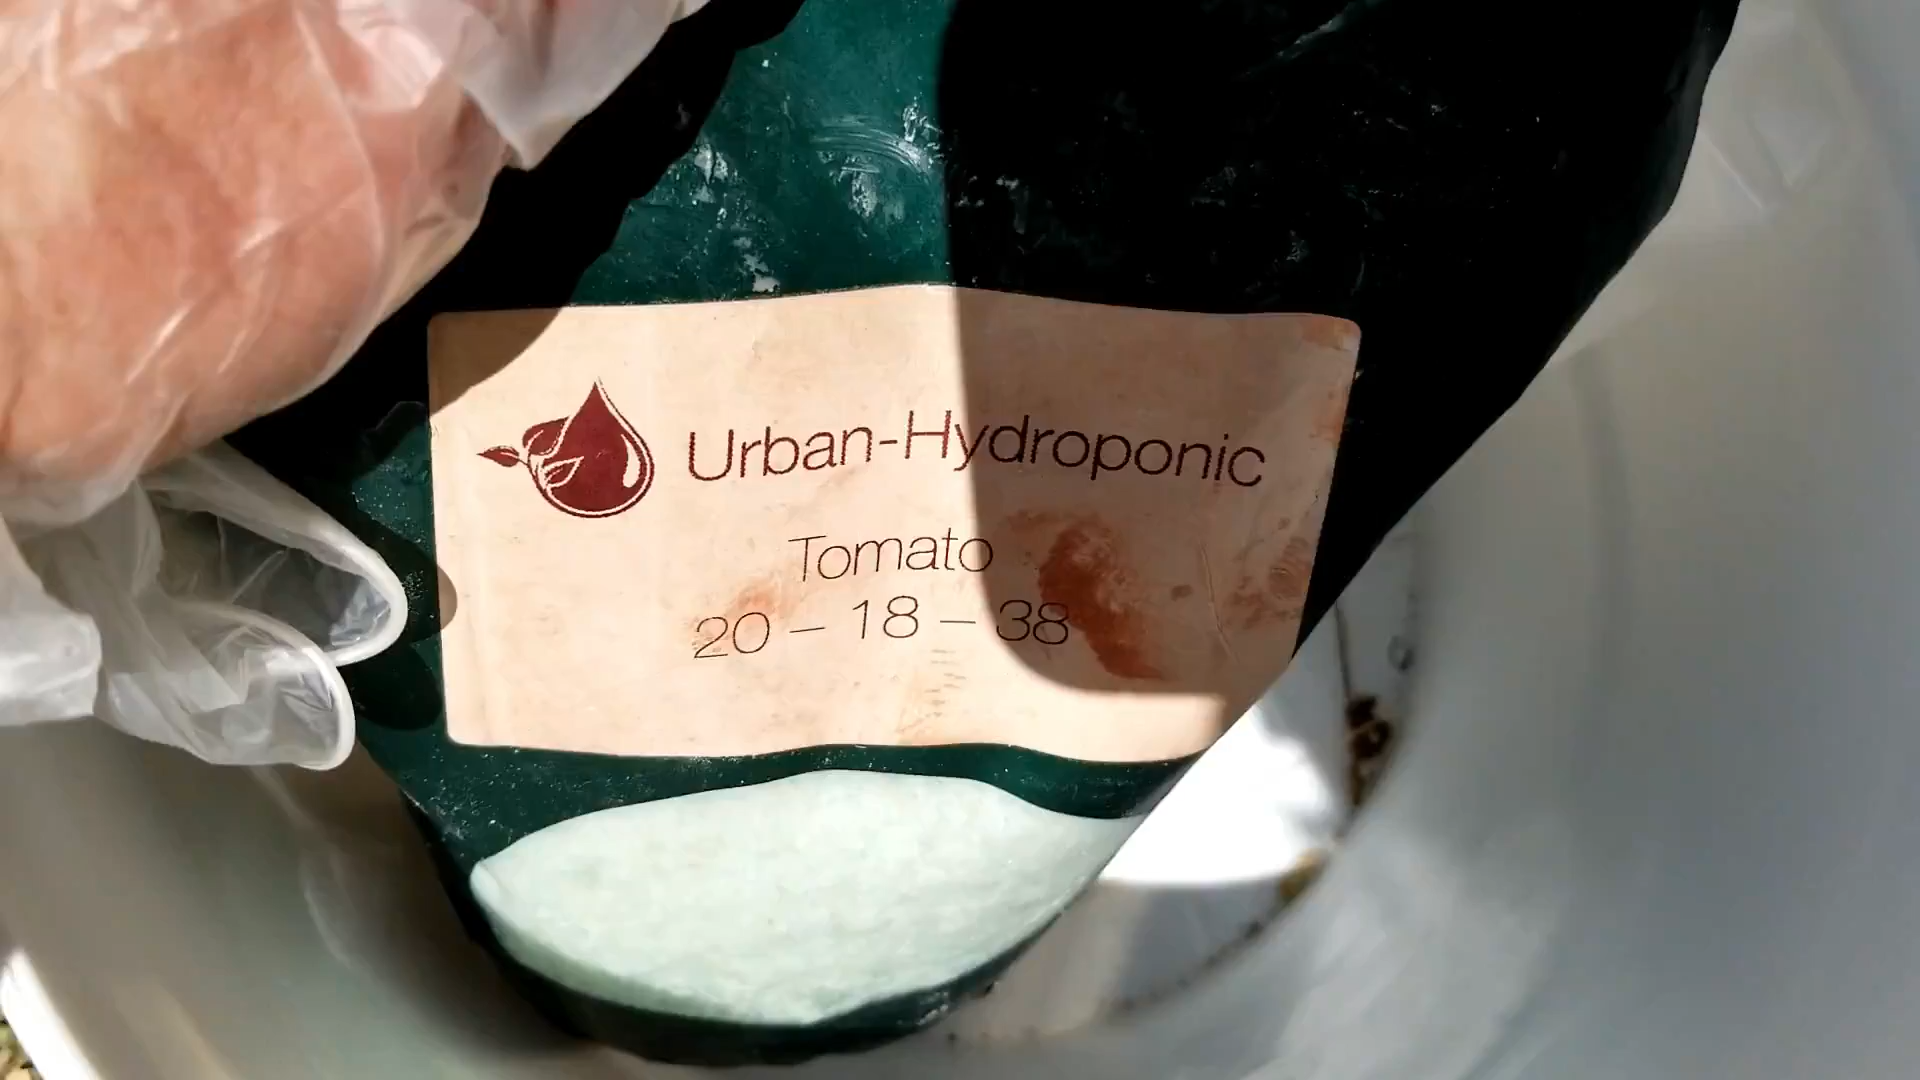 Urban-Hydroponic
Tomato
20 – 18 – 38